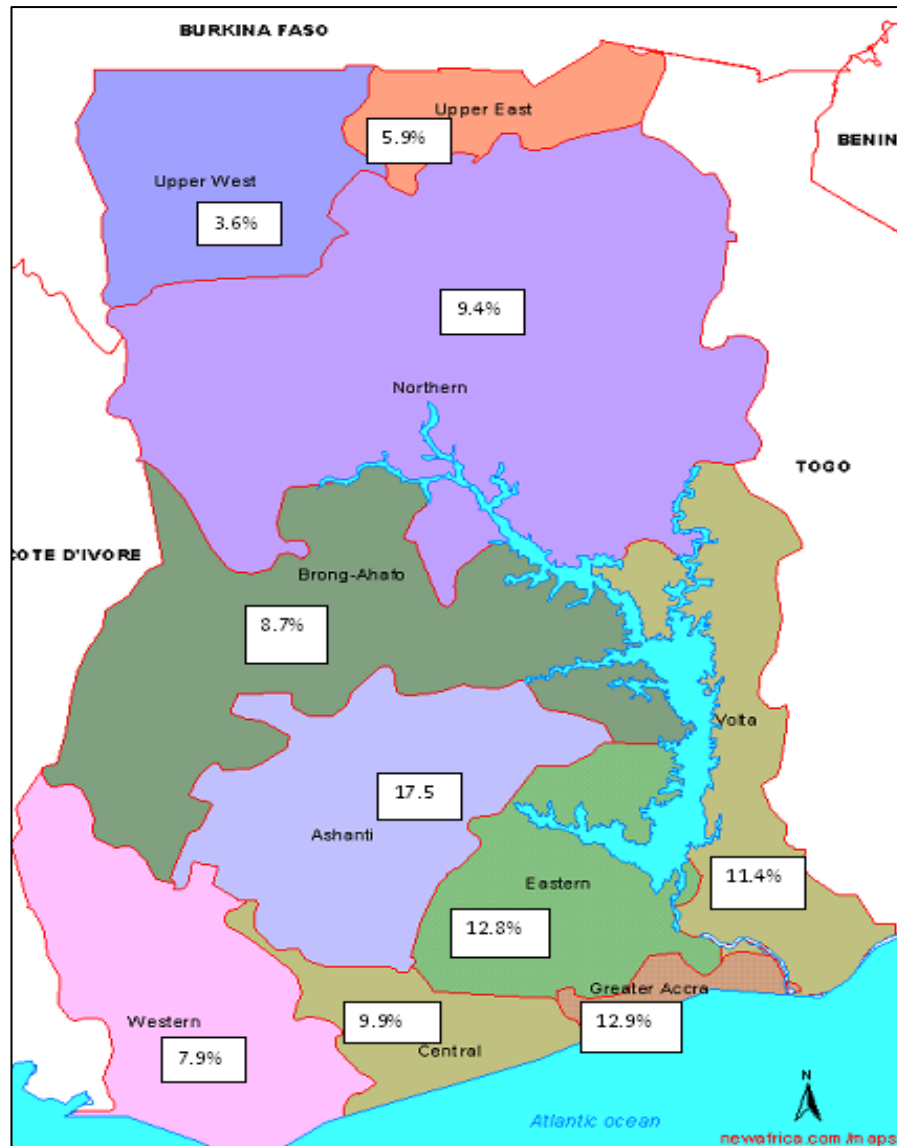 BURKINA FASO
Upper East
5.9%
BENIN
Upper West
3.6%
9.4%
Northern
TOGO
COTE D'IVORE
Brong-Ahafo
8.7%
Volta
17.5
Ashanti
Eastern
11.4%
12.8%
Greater Accra
9.9%
12.9%
Western
Central
7.9%
N
Atlantic ocean
newafrica.com/maps